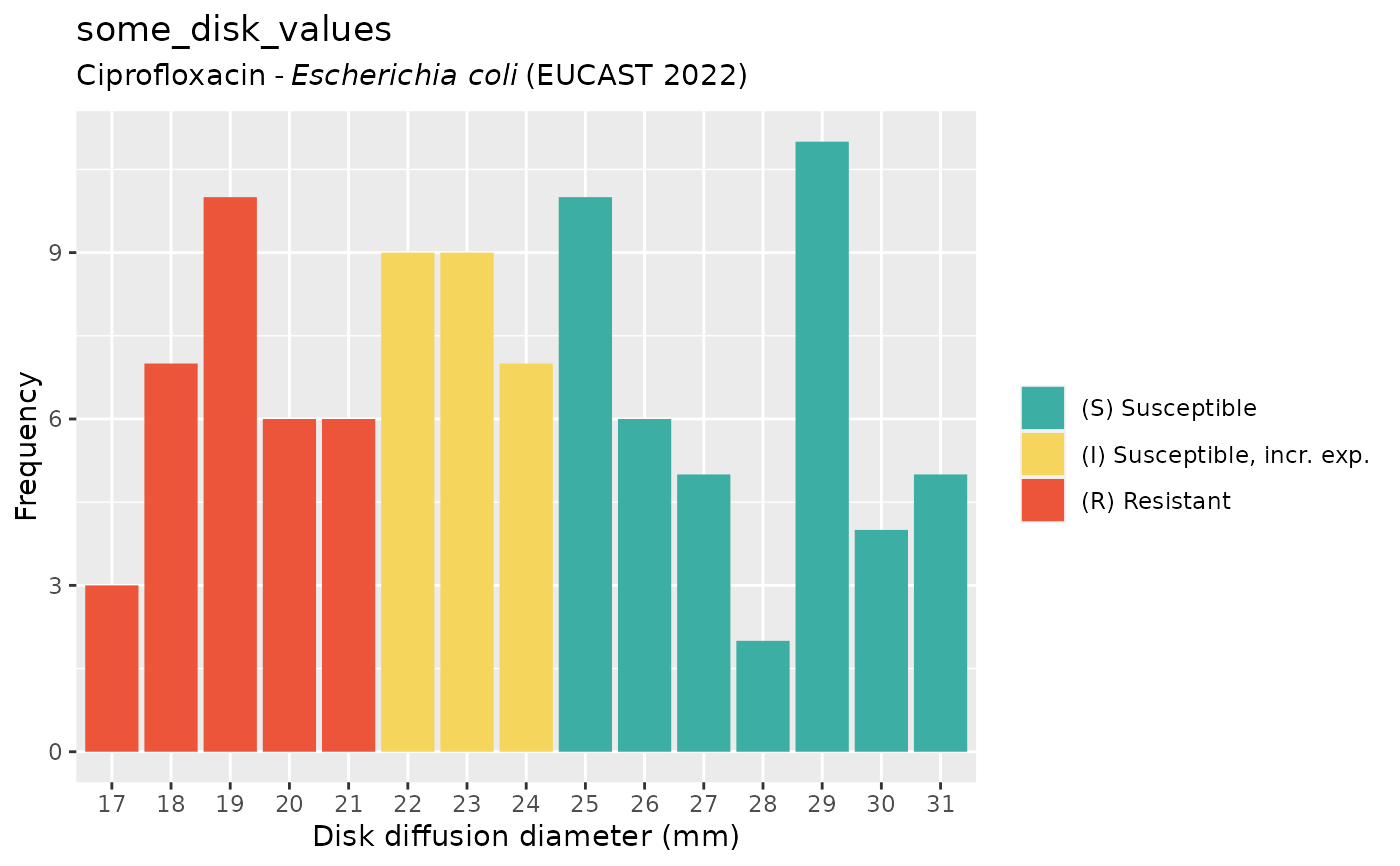 some_disk_values
Ciprofloxacin - Escherichia coli (EUCAST 2022)
Frequency
9
6
3
0
17 18 19 20 21 22 23 24 25 26 27 28 29 30 31
Disk diffusion diameter (mm)
(S) Susceptible
(I) Susceptible, incr. exp.
(R) Resistant